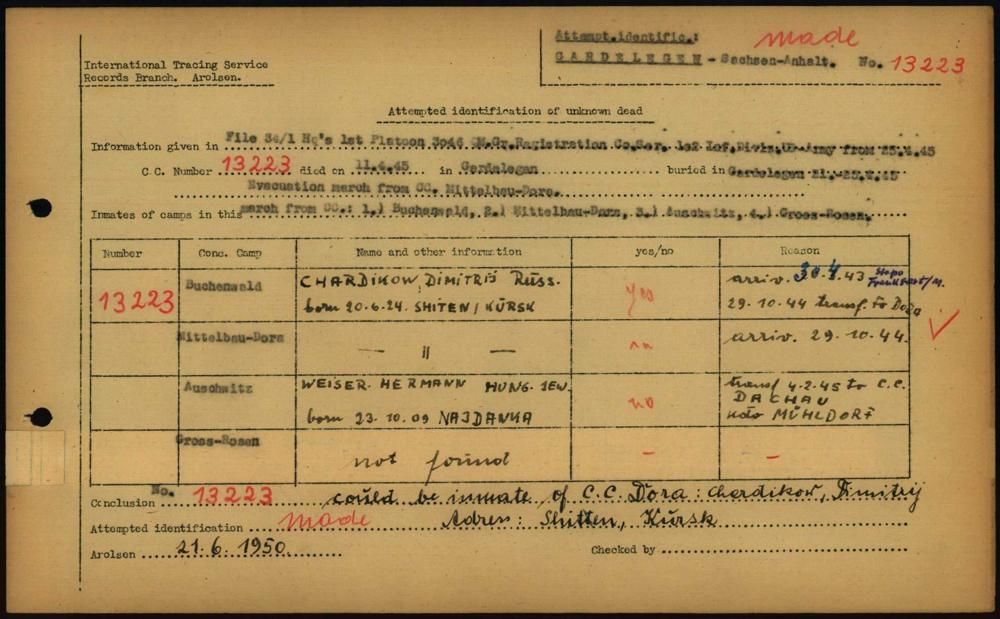 Attempt.identific.: made
International Tracing Service
GARDELEGEN - Sachsen-Anhalt. No. 13223
Records Branch. Arolsen.
Attempted identification of unknown dead
Information given in File 34/1 Hq's 1st Platoon 3046 QM.Gr.Registration Co.Ser. 102 Inf.Div. US-Army from 25.4.45
C.C. Number 13223 died on 11.4.45 in Gardelegen buried in Gardelegen 21.-25.4.45
Evacuation march from CC. Mittelbau-Dora.
Inmates of camps in this march from CC.: 1.) Buchenwald, 2.) Mittelbau-Dora, 3.) Auschwitz, 4.) Gross-Rosen.
Number Conc. Camp Name and other information yes/no Reason
13223 Buchenwald CHARDIKOW, DIMITRIJ Russ. yes arriv. 30.4.43 Stapo Frankfurt/M.
born 20-6-24. SHITEN / KÜRSK 29-10-44 transf. to Dora
Mittelbau-Dora — " — arriv. 29-10-44.
Auschwitz WEISER. HERMANN HUNG. JEW. no transf 4-2-45 to C.C.
born 23-10-09 NAJDANKA DACHAU
Kdo MÜHLDORF
Gross-Rosen not found - -
Conclusion No. 13223 could be inmate of C.C. Dora: Chardikow, Dimitrij
Attempted identification made Adress: Shitten, Kürsk
Arolsen 21.6.1950. Checked by